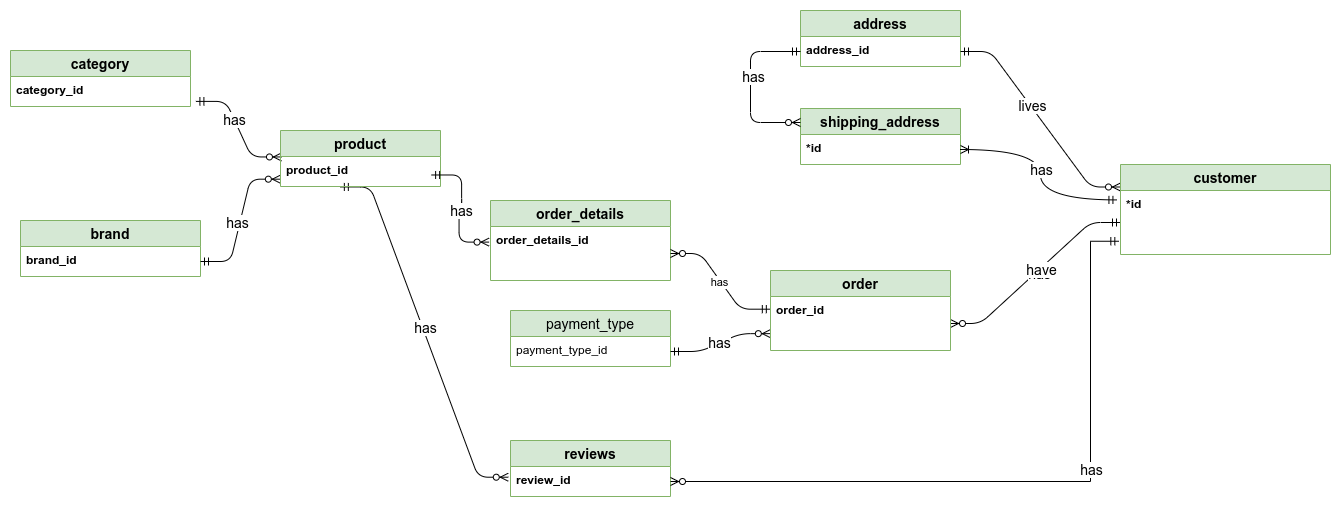 address
address_id
category
category_id
has
lives
has
shipping_address
*id
product
product_id
has
customer
*id
has
order_details
order_details_id
has
brand
brand_id
have
has
order
order_id
payment_type
payment_type_id
has
has
reviews
review_id
has